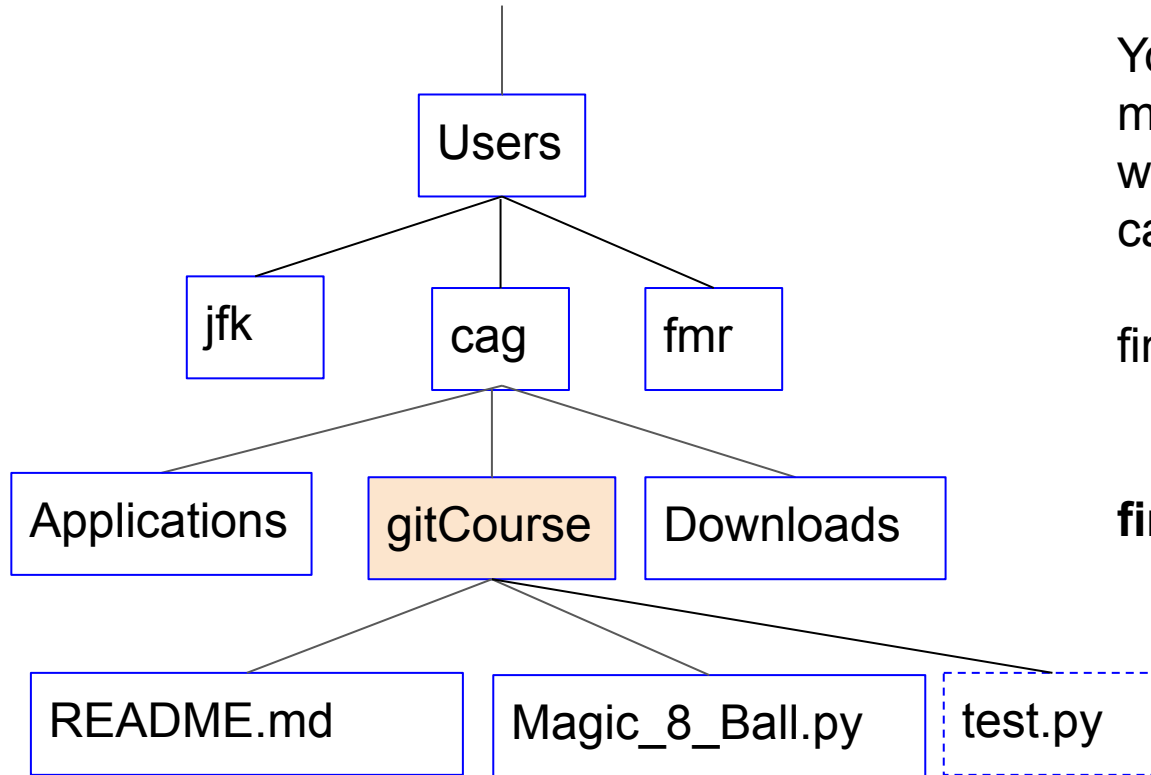 Users
jfk
cag
fmr
Applications
gitCourse
Downloads
README.md
Magic_8_Ball.py
test.py